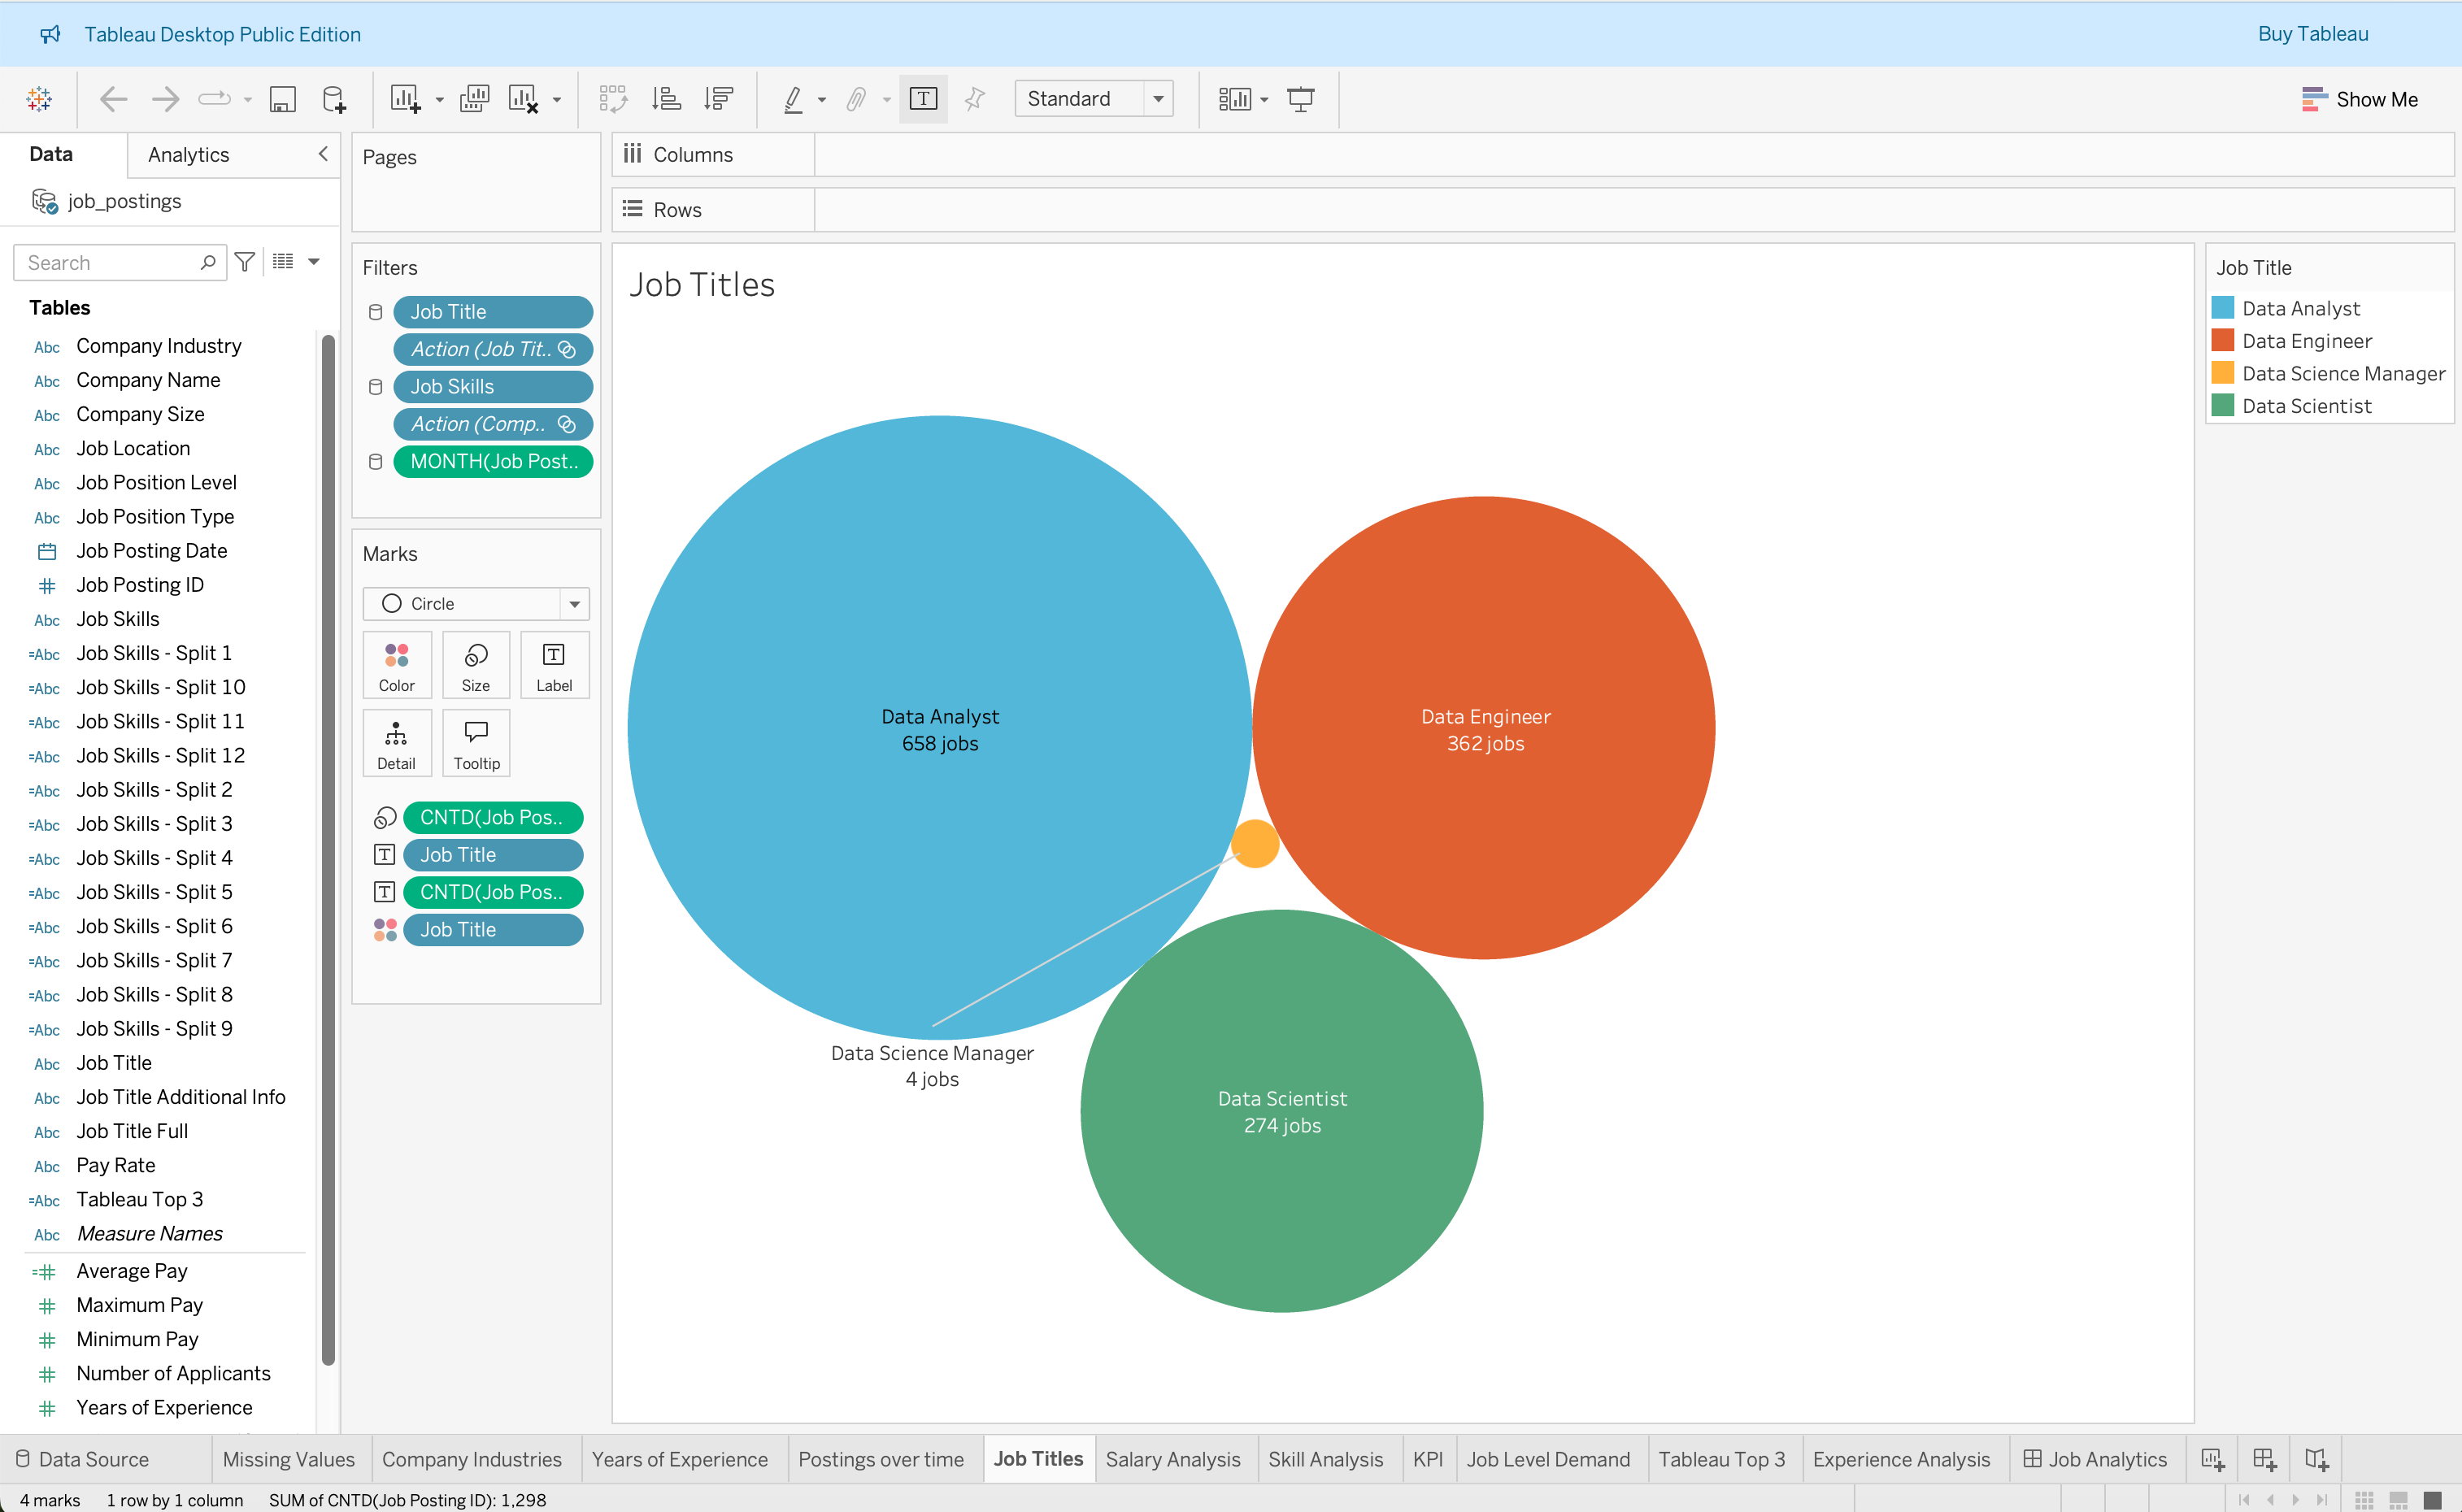 Tableau Desktop Public Edition
Buy Tableau
Standard
Show Me
Data
Analytics
job_postings
Search
Tables
Abc Company Industry
Abc Company Name
Abc Company Size
Abc Job Location
Abc Job Position Level
Abc Job Position Type
Job Posting Date
# Job Posting ID
Abc Job Skills
=Abc Job Skills - Split 1
=Abc Job Skills - Split 10
=Abc Job Skills - Split 11
=Abc Job Skills - Split 12
=Abc Job Skills - Split 2
=Abc Job Skills - Split 3
=Abc Job Skills - Split 4
=Abc Job Skills - Split 5
=Abc Job Skills - Split 6
=Abc Job Skills - Split 7
=Abc Job Skills - Split 8
=Abc Job Skills - Split 9
Abc Job Title
Abc Job Title Additional Info
Abc Job Title Full
Abc Pay Rate
=Abc Tableau Top 3
Abc Measure Names
=# Average Pay
# Maximum Pay
# Minimum Pay
# Number of Applicants
# Years of Experience
Pages
Filters
Job Title
Action (Job Tit..
Job Skills
Action (Comp..
MONTH(Job Post..
Marks
Circle
Color
Size
T Label
Detail
Tooltip
CNTD(Job Pos..
T Job Title
T CNTD(Job Pos..
Job Title
Columns
Rows
Job Titles
Data Analyst
658 jobs
Data Engineer
362 jobs
Data Science Manager
4 jobs
Data Scientist
274 jobs
Job Title
Data Analyst
Data Engineer
Data Science Manager
Data Scientist
Data Source
Missing Values
Company Industries
Years of Experience
Postings over time
Job Titles
Salary Analysis
Skill Analysis
KPI
Job Level Demand
Tableau Top 3
Experience Analysis
Job Analytics
4 marks
1 row by 1 column
SUM of CNTD(Job Posting ID): 1,298